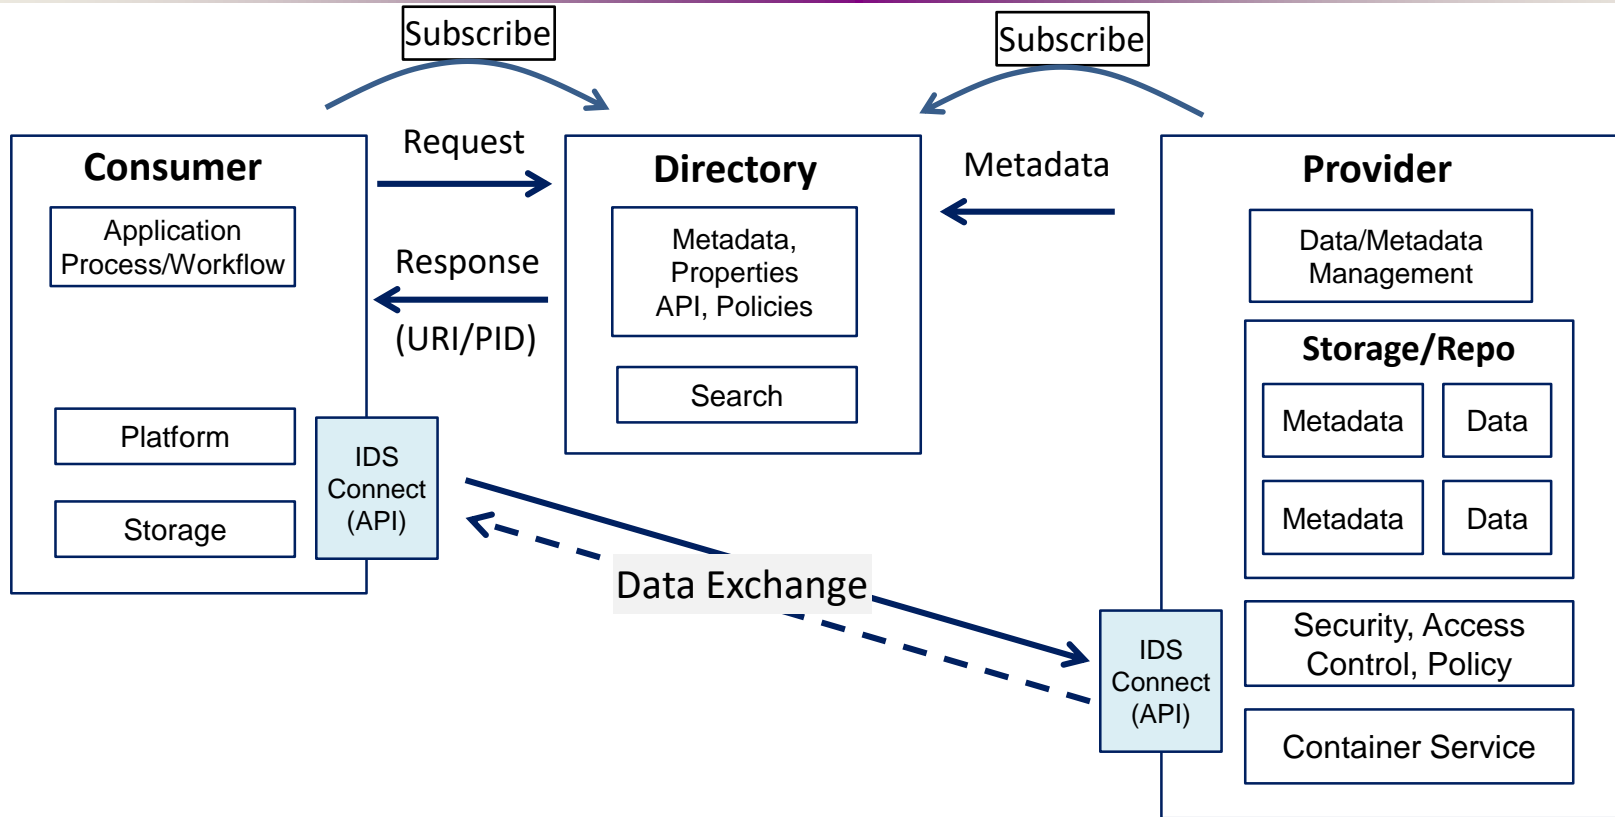 Subscribe
Subscribe
Consumer
Application
Process/Workflow
Platform
Storage
IDS
Connect
(API)
Request
Response
(URI/PID)
Directory
Metadata,
Properties
API, Policies
Search
Metadata
Data Exchange
Provider
Data/Metadata
Management
Storage/Repo
Metadata
Data
Metadata
Data
Security, Access
Control, Policy
Container Service
IDS
Connect
(API)